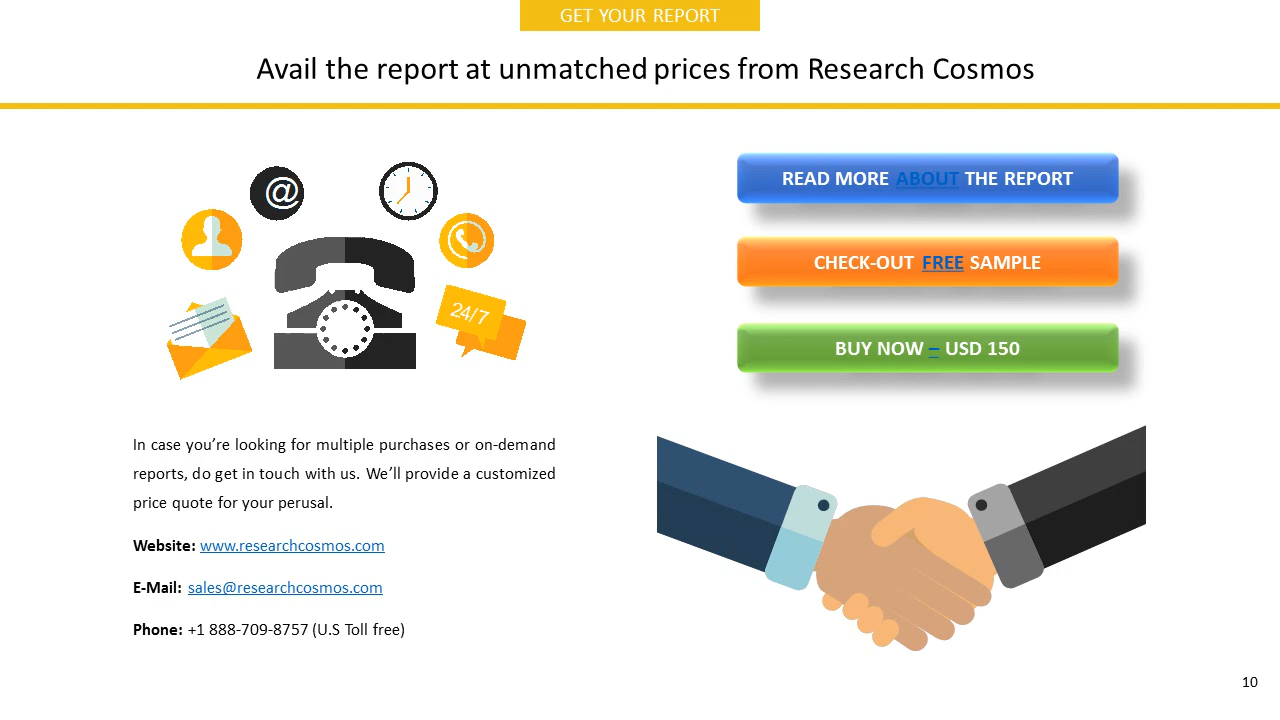 GET YOUR REPORT
Avail the report at unmatched prices from Research Cosmos
@
24/7
READ MORE ABOUT THE REPORT
CHECK-OUT FREE SAMPLE
BUY NOW – USD 150
In case you’re looking for multiple purchases or on-demand
reports, do get in touch with us. We’ll provide a customized
price quote for your perusal.
Website: www.researchcosmos.com
E-Mail: sales@researchcosmos.com
Phone: +1 888-709-8757 (U.S Toll free)
10